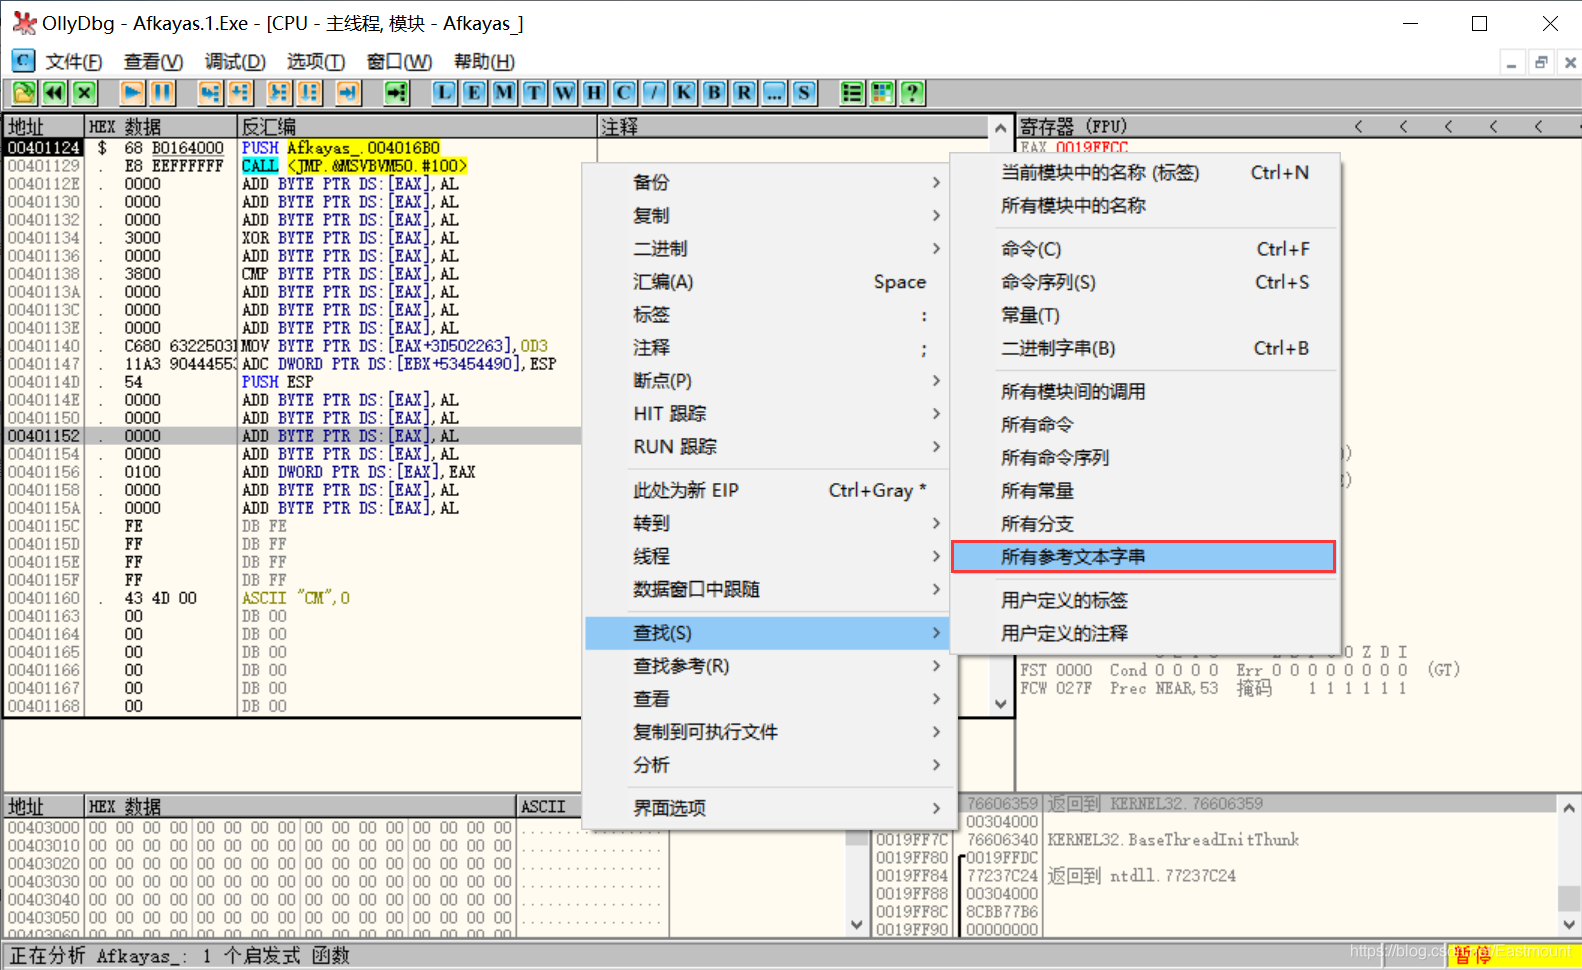 OllyDbg - Afkayas.1.Exe - [CPU - 主线程, 模块 - Afkayas_]
C 文件(F) 查看(V) 调试(D) 选项(T) 窗口(W) 帮助(H)
L E M T W H C / K B R ... S ?
地址 HEX 数据 反汇编 注释
00401124 $ 68 B0164000 PUSH Afkayas_.004016B0
00401129 . E8 EEFFFFFF CALL <JMP.&MSVBVM50.#100>
0040112E . 0000 ADD BYTE PTR DS:[EAX],AL
00401130 . 0000 ADD BYTE PTR DS:[EAX],AL
00401132 . 0000 ADD BYTE PTR DS:[EAX],AL
00401134 . 3000 XOR BYTE PTR DS:[EAX],AL
00401136 . 0000 ADD BYTE PTR DS:[EAX],AL
00401138 . 3800 CMP BYTE PTR DS:[EAX],AL
0040113A . 0000 ADD BYTE PTR DS:[EAX],AL
0040113C . 0000 ADD BYTE PTR DS:[EAX],AL
0040113E . 0000 ADD BYTE PTR DS:[EAX],AL
00401140 . C680 6322503D MOV BYTE PTR DS:[EAX+3D502263],0D3
00401147 . 11A3 90444553 ADC DWORD PTR DS:[EBX+53454490],ESP
0040114D . 54 PUSH ESP
0040114E . 0000 ADD BYTE PTR DS:[EAX],AL
00401150 . 0000 ADD BYTE PTR DS:[EAX],AL
00401152 . 0000 ADD BYTE PTR DS:[EAX],AL
00401154 . 0000 ADD BYTE PTR DS:[EAX],AL
00401156 . 0100 ADD DWORD PTR DS:[EAX],EAX
00401158 . 0000 ADD BYTE PTR DS:[EAX],AL
0040115A . 0000 ADD BYTE PTR DS:[EAX],AL
0040115C FE DB FE
0040115D FF DB FF
0040115E FF DB FF
0040115F FF DB FF
00401160 . 43 4D 00 ASCII "CM",0
00401163 00 DB 00
00401164 00 DB 00
00401165 00 DB 00
00401166 00 DB 00
00401167 00 DB 00
00401168 00 DB 00
备份
复制
二进制
汇编(A) Space
标签 :
注释 ;
断点(P)
HIT 跟踪
RUN 跟踪
此处为新 EIP Ctrl+Gray *
转到
线程
数据窗口中跟随
查找(S)
查找参考(R)
查看
复制到可执行文件
分析
界面选项
寄存器 (FPU) < < < < <
EAX 0019FFCC
当前模块中的名称 (标签) Ctrl+N
所有模块中的名称
命令(C) Ctrl+F
命令序列(S) Ctrl+S
常量(T)
二进制字串(B) Ctrl+B
所有模块间的调用
所有命令
所有命令序列
所有常量
所有分支
所有参考文本字串
用户定义的标签
用户定义的注释
O Z D I
FST 0000 Cond 0 0 0 0 Err 0 0 0 0 0 0 0 0 (GT)
FCW 027F Prec NEAR,53 掩码 1 1 1 1 1 1
地址 HEX 数据 ASCII
00403000 00 00 00 00 00 00 00 00 00 00 00 00 00 00 00 00 ................
00403010 00 00 00 00 00 00 00 00 00 00 00 00 00 00 00 00 ................
00403020 00 00 00 00 00 00 00 00 00 00 00 00 00 00 00 00 ................
00403030 00 00 00 00 00 00 00 00 00 00 00 00 00 00 00 00 ................
00403040 00 00 00 00 00 00 00 00 00 00 00 00 00 00 00 00 ................
00403050 00 00 00 00 00 00 00 00 00 00 00 00 00 00 00 00 ................
00403060 00 00 00 00 00 00 00 00 00 00 00 00 00 00 00 00
76606359 返回到 KERNEL32.76606359
00304000
0019FF7C 76606340 KERNEL32.BaseThreadInitThunk
0019FF80 0019FFDC
0019FF84 77237C24 返回到 ntdll.77237C24
0019FF88 00304000
0019FF8C 8CBB77B6
0019FF90 00000000
正在分析 Afkayas_: 1 个启发式 函数
暂停